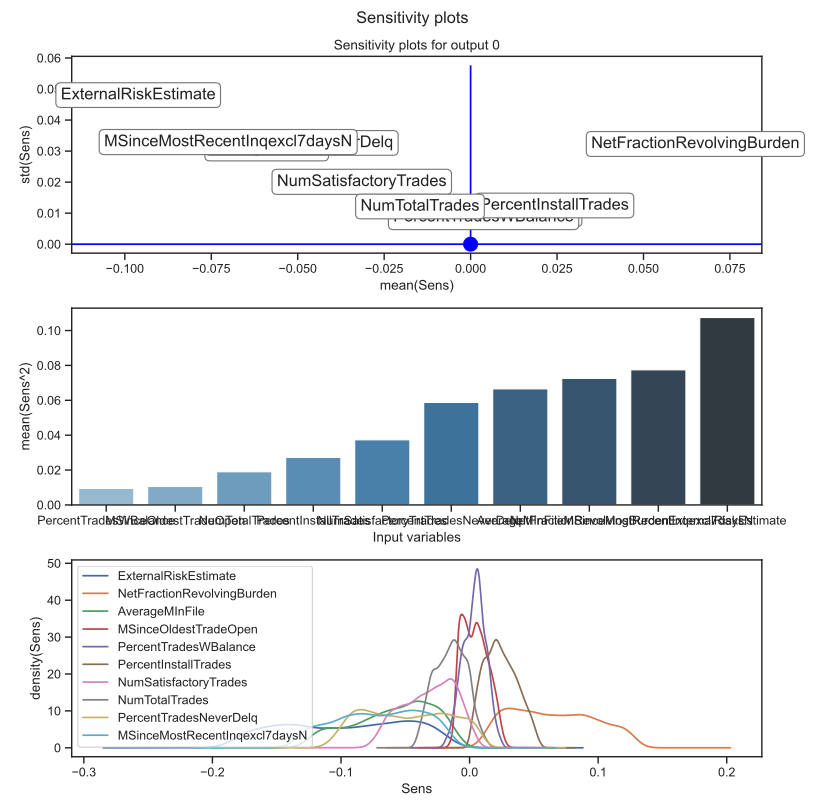 Sensitivity plots
Sensitivity plots for output 0
0.06
ExternalRiskEstimate
0.04
MSinceMostRecentInqexcl7daysN
rDelq
NetFractionRevolvingBurden
0.03
std(Sens)
0.02
NumSatisfactoryTrades
NumTotalTrades
PercentInstallTrades
0.01
PercentTradesWBalance
0.00
−0.100 −0.075 −0.050 −0.025 0.000 0.025 0.050 0.075
mean(Sens)
0.10
0.08
0.06
0.04
0.02
0.00
mean(Sens^2)
Input variables
50
40
30
20
10
0
density(Sens)
ExternalRiskEstimate
NetFractionRevolvingBurden
AverageMInFile
MSinceOldestTradeOpen
PercentTradesWBalance
PercentInstallTrades
NumSatisfactoryTrades
NumTotalTrades
PercentTradesNeverDelq
MSinceMostRecentInqexcl7daysN
−0.3 −0.2 −0.1 0.0 0.1 0.2
Sens